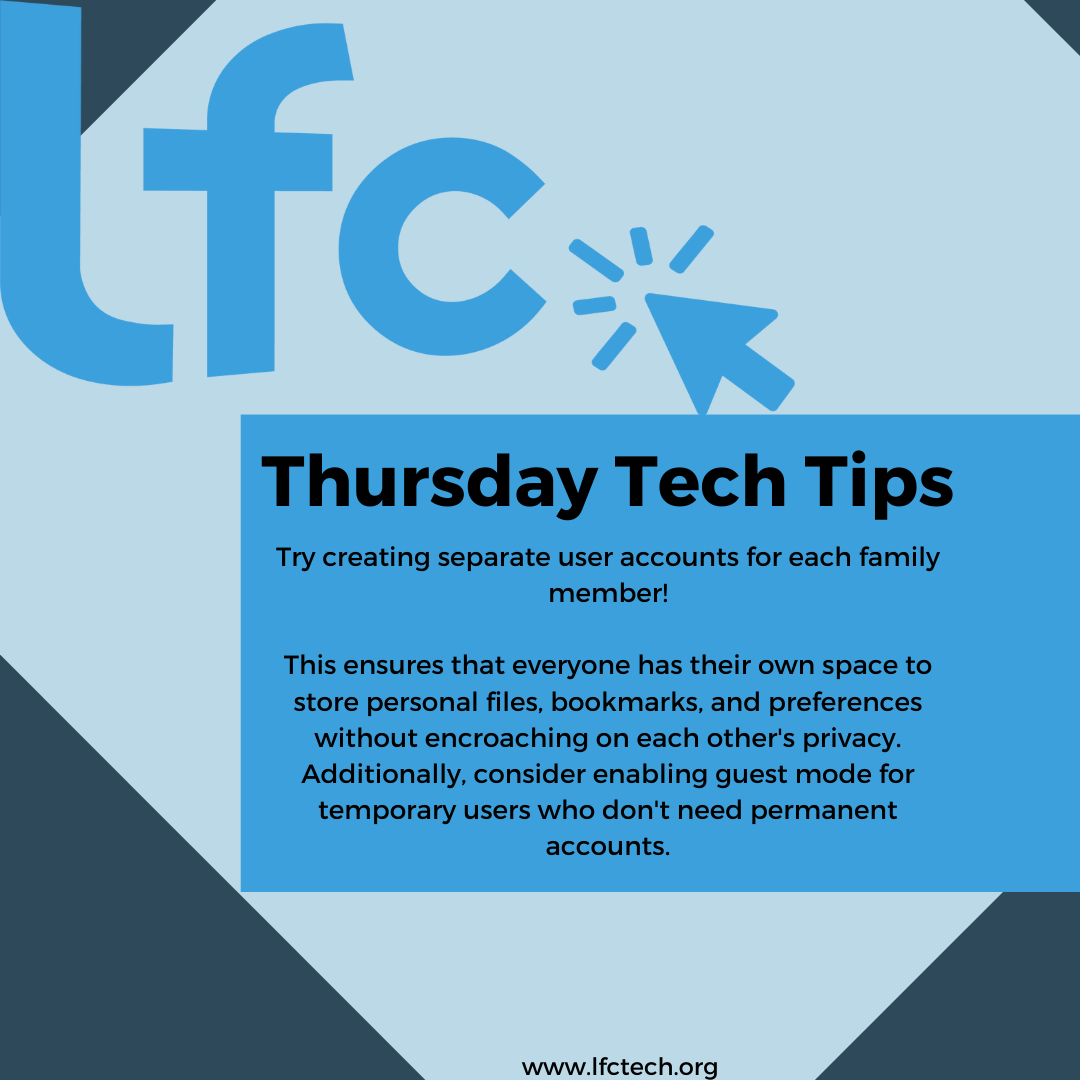 lfc
Thursday Tech Tips
Try creating separate user accounts for each family
member!
This ensures that everyone has their own space to
store personal files, bookmarks, and preferences
without encroaching on each other's privacy.
Additionally, consider enabling guest mode for
temporary users who don't need permanent
accounts.
www.lfctech.org